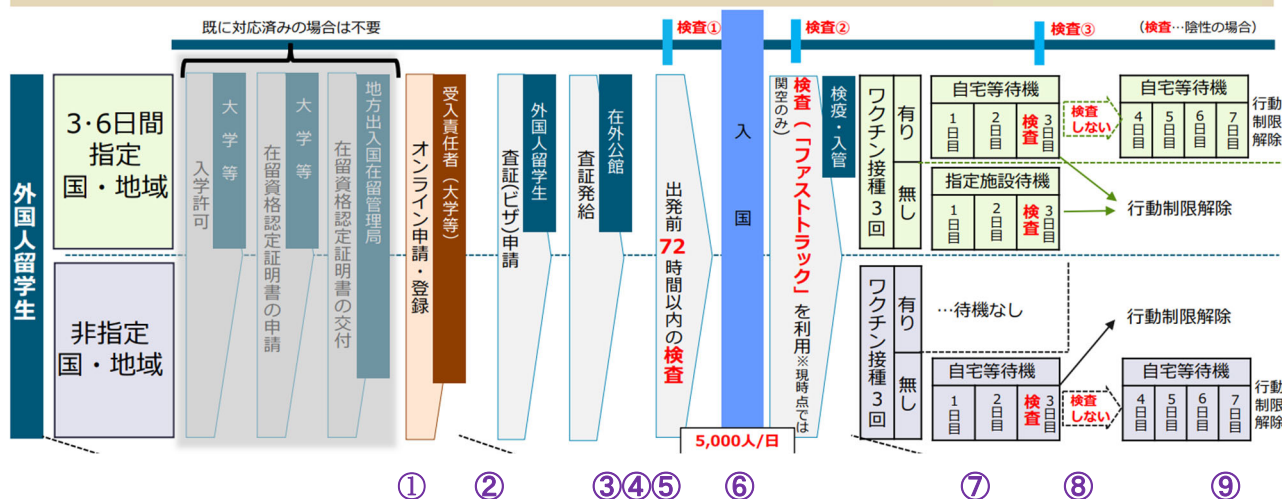 既に対応済みの場合は不要
検査①
検査②
検査③
(検査…陰性の場合)
外国人留学生
3・6日間
指定
国・地域
非指定
国・地域
大学等
入学許可
大学等
在留資格認定証明書の申請
地方出入国在留管理局
在留資格認定証明書の交付
受入責任者(大学等)
オンライン申請・登録
外国人留学生
査証(ビザ)申請
在外公館
査証発給
出発前72時間以内の検査
入国
5,000人/日
検疫・入管
検査(「ファストトラック」を利用※現時点では
関空のみ)
ワクチン接種3回
有り
無し
自宅等待機
1日目
2日目
検査
3日目
検査
しない
自宅等待機
4日目
5日目
6日目
7日目
行動
制限
解除
指定施設待機
1日目
2日目
検査
3日目
行動制限解除
ワクチン接種3回
有り
無し
…待機なし
行動制限解除
自宅等待機
1日目
2日目
検査
3日目
検査
しない
自宅等待機
4日目
5日目
6日目
7日目
行動
制限
解除
①
②
③④⑤
⑥
⑦
⑧
⑨